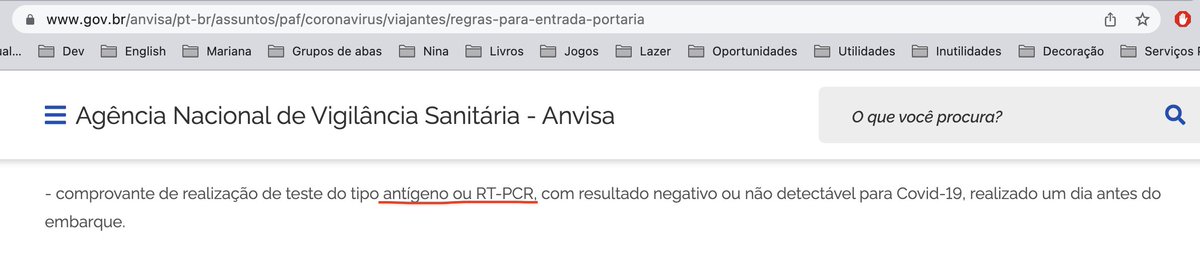 www.gov.br/anvisa/pt-br/assuntos/paf/coronavirus/viajantes/regras-para-entrada-portaria
ual... Dev English Mariana Grupos de abas Nina Livros Jogos Lazer Oportunidades Utilidades Inutilidades Decoração Serviços P
Agência Nacional de Vigilância Sanitária - Anvisa O que você procura?
- comprovante de realização de teste do tipo antígeno ou RT-PCR, com resultado negativo ou não detectável para Covid-19, realizado um dia antes do
embarque.